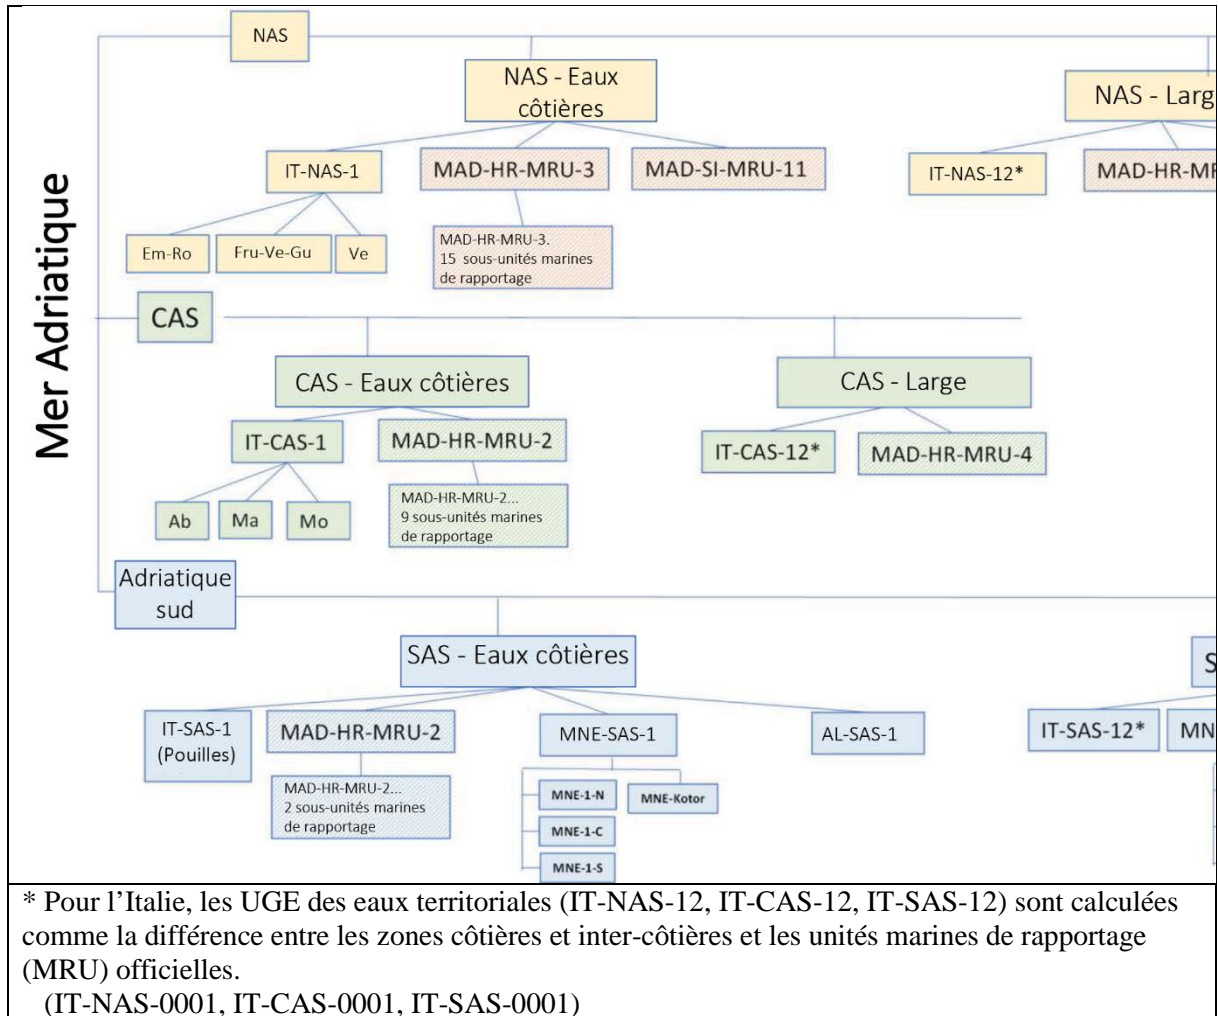 Mer Adriatique
NAS
NAS - Eaux
côtières
NAS - Larg
IT-NAS-1
MAD-HR-MRU-3
MAD-SI-MRU-11
IT-NAS-12*
MAD-HR-MR
Em-Ro
Fru-Ve-Gu
Ve
MAD-HR-MRU-3.
15 sous-unités marines
de rapportage
CAS
CAS - Eaux côtières
CAS - Large
IT-CAS-1
MAD-HR-MRU-2
IT-CAS-12*
MAD-HR-MRU-4
Ab
Ma
Mo
MAD-HR-MRU-2...
9 sous-unités marines
de rapportage
Adriatique
sud
SAS - Eaux côtières
S
IT-SAS-1
(Pouilles)
MAD-HR-MRU-2
MNE-SAS-1
AL-SAS-1
IT-SAS-12*
MN
MAD-HR-MRU-2...
2 sous-unités marines
de rapportage
MNE-1-N
MNE-Kotor
MNE-1-C
MNE-1-S
* Pour l’Italie, les UGE des eaux territoriales (IT-NAS-12, IT-CAS-12, IT-SAS-12) sont calculées
comme la différence entre les zones côtières et inter-côtières et les unités marines de rapportage
(MRU) officielles.
(IT-NAS-0001, IT-CAS-0001, IT-SAS-0001)